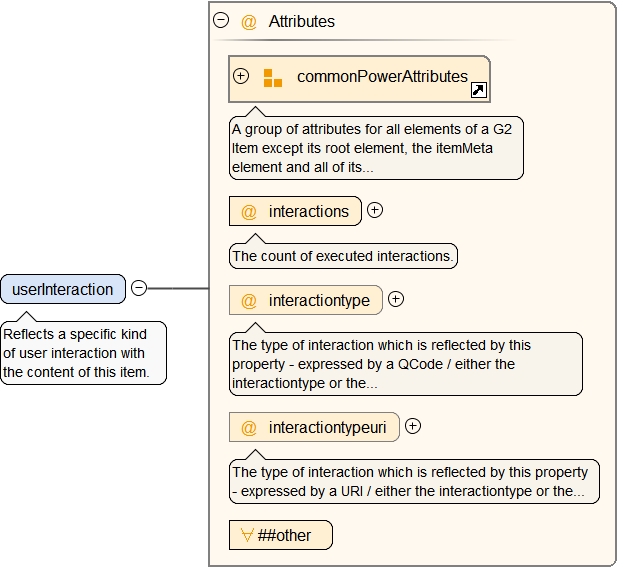 @ Attributes
commonPowerAttributes
A group of attributes for all elements of a G2
Item except its root element, the itemMeta
element and all of its...
@ interactions
The count of executed interactions.
userInteraction
Reflects a specific kind
of user interaction with
the content of this item.
@ interactiontype
The type of interaction which is reflected by this
property - expressed by a QCode / either the
interactiontype or the...
@ interactiontypeuri
The type of interaction which is reflected by this property
- expressed by a URI / either the interactiontype or the...
∀ ##other